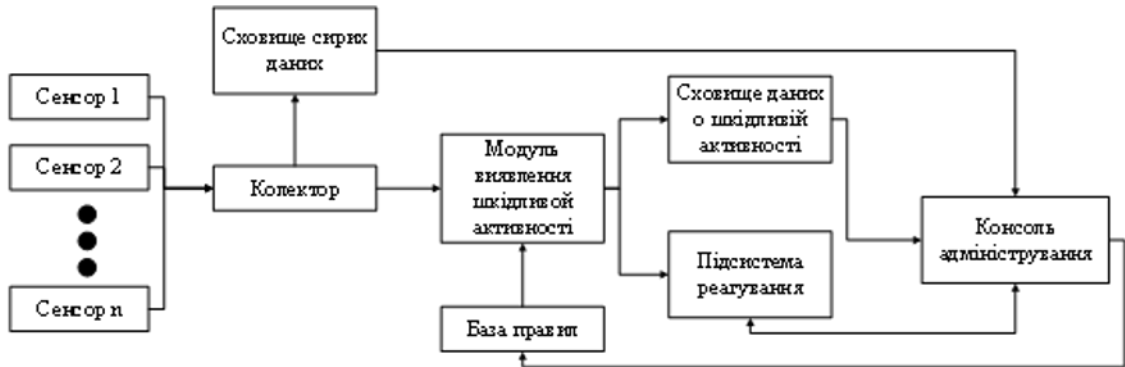 Сховище сирих
даних
Сенсор 1
Сенсор 2
Сенсор n
Колектор
Модуль
виявлення
шкідливой
активності
База правил
Сховище даних
о шкідливій
активності
Підсистема
реагування
Консоль
адміністрування